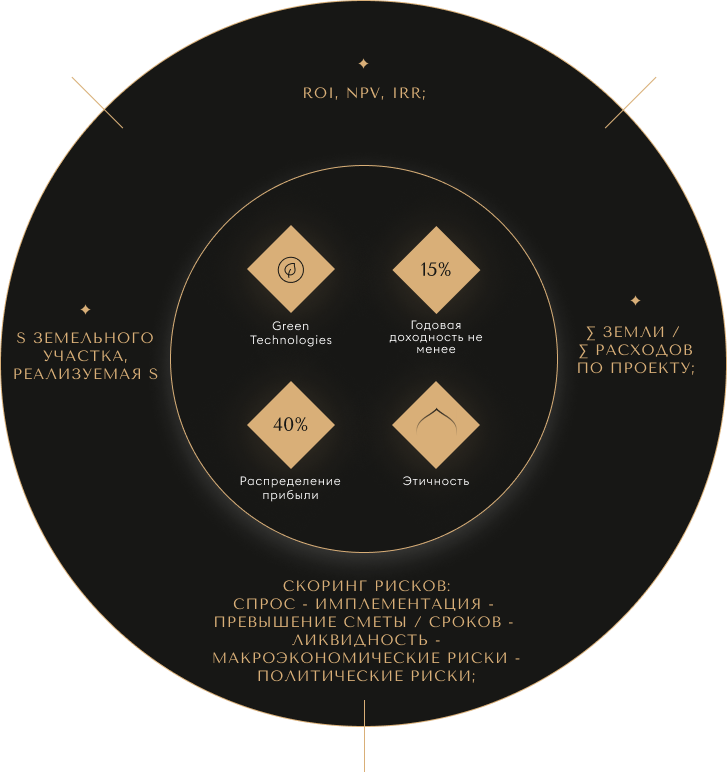 ROI, NPV, IRR;
S ЗЕМЕЛЬНОГО
УЧАСТКА,
РЕАЛИЗУЕМАЯ S
Green
Technologies
15%
Годовая
доходность не
менее
40%
Распределение
прибыли
Этичность
∑ ЗЕМЛИ /
∑ РАСХОДОВ
ПО ПРОЕКТУ;
СКОРИНГ РИСКОВ:
СПРОС - ИМПЛЕМЕНТАЦИЯ -
ПРЕВЫШЕНИЕ СМЕТЫ / СРОКОВ -
ЛИКВИДНОСТЬ -
МАКРОЭКОНОМИЧЕСКИЕ РИСКИ -
ПОЛИТИЧЕСКИЕ РИСКИ;